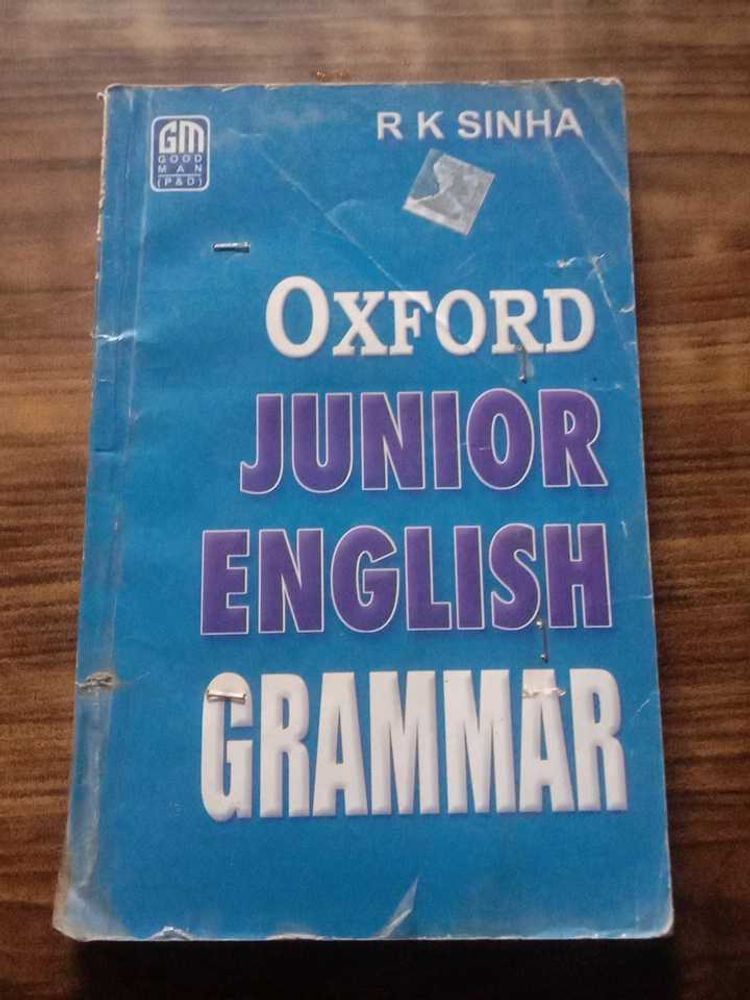 R K SINHA
GM
GOOD
MAN
(P & D)
OXFORD
JUNIOR
ENGLISH
GRAMMAR